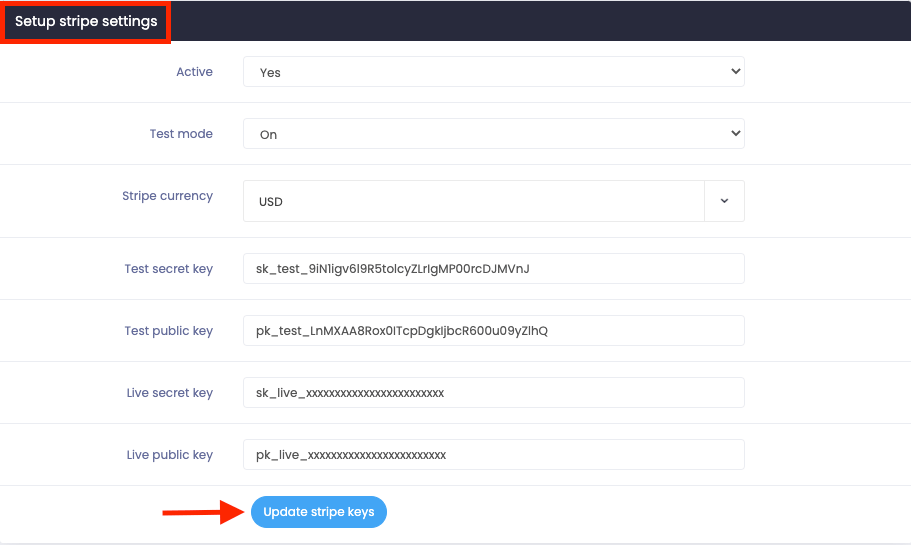 Setup stripe settings
Active
Yes
Test mode
On
Stripe currency
USD
Test secret key
sk_test_9iN1igv6I9R5tolcyZLrIgMP00rcDJMVnJ
Test public key
pk_test_LnMXAA8Rox0ITcpDgkIjbcR600u09yZlhQ
Live secret key
sk_live_xxxxxxxxxxxxxxxxxxxxxxxx
Live public key
pk_live_xxxxxxxxxxxxxxxxxxxxxxxx
Update stripe keys